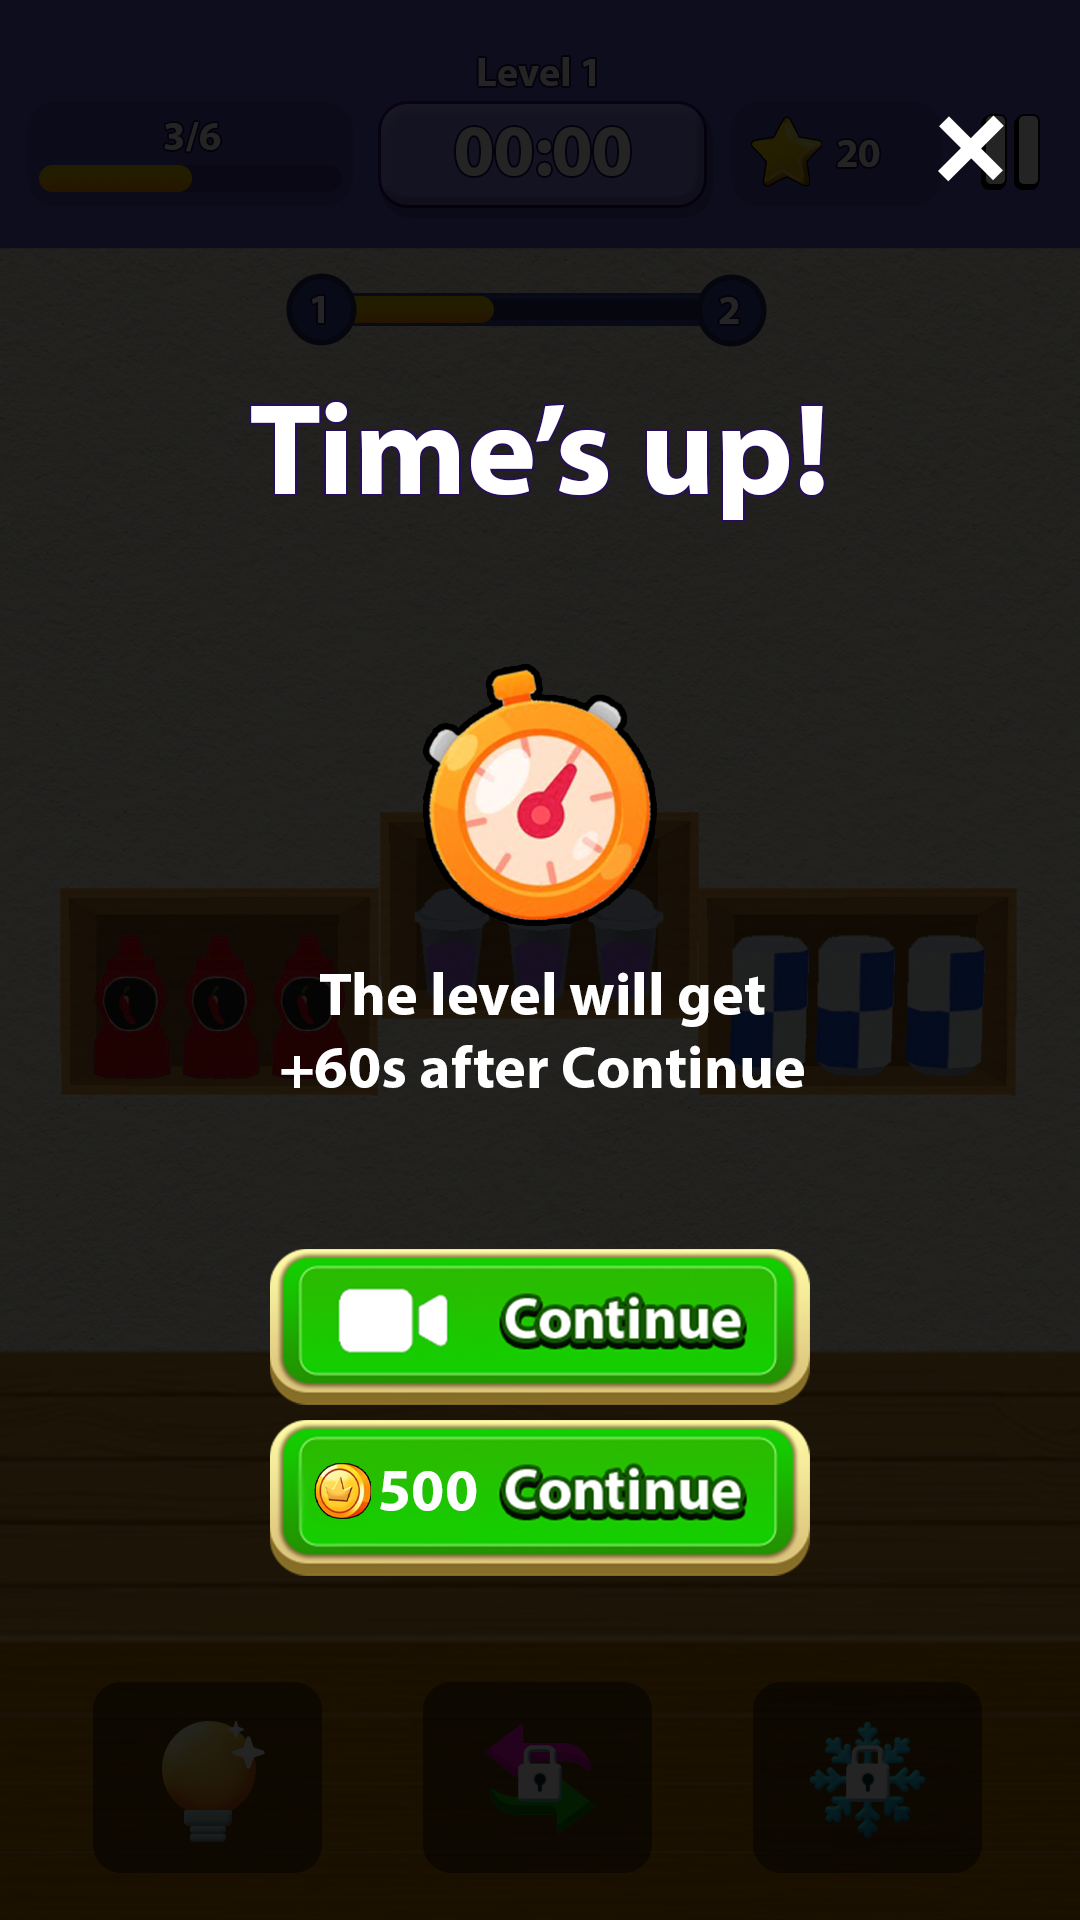 Level 1
3/6
00:00
20
1
2
Time's up!
The level will get
+60s after Continue
Continue
500 Continue